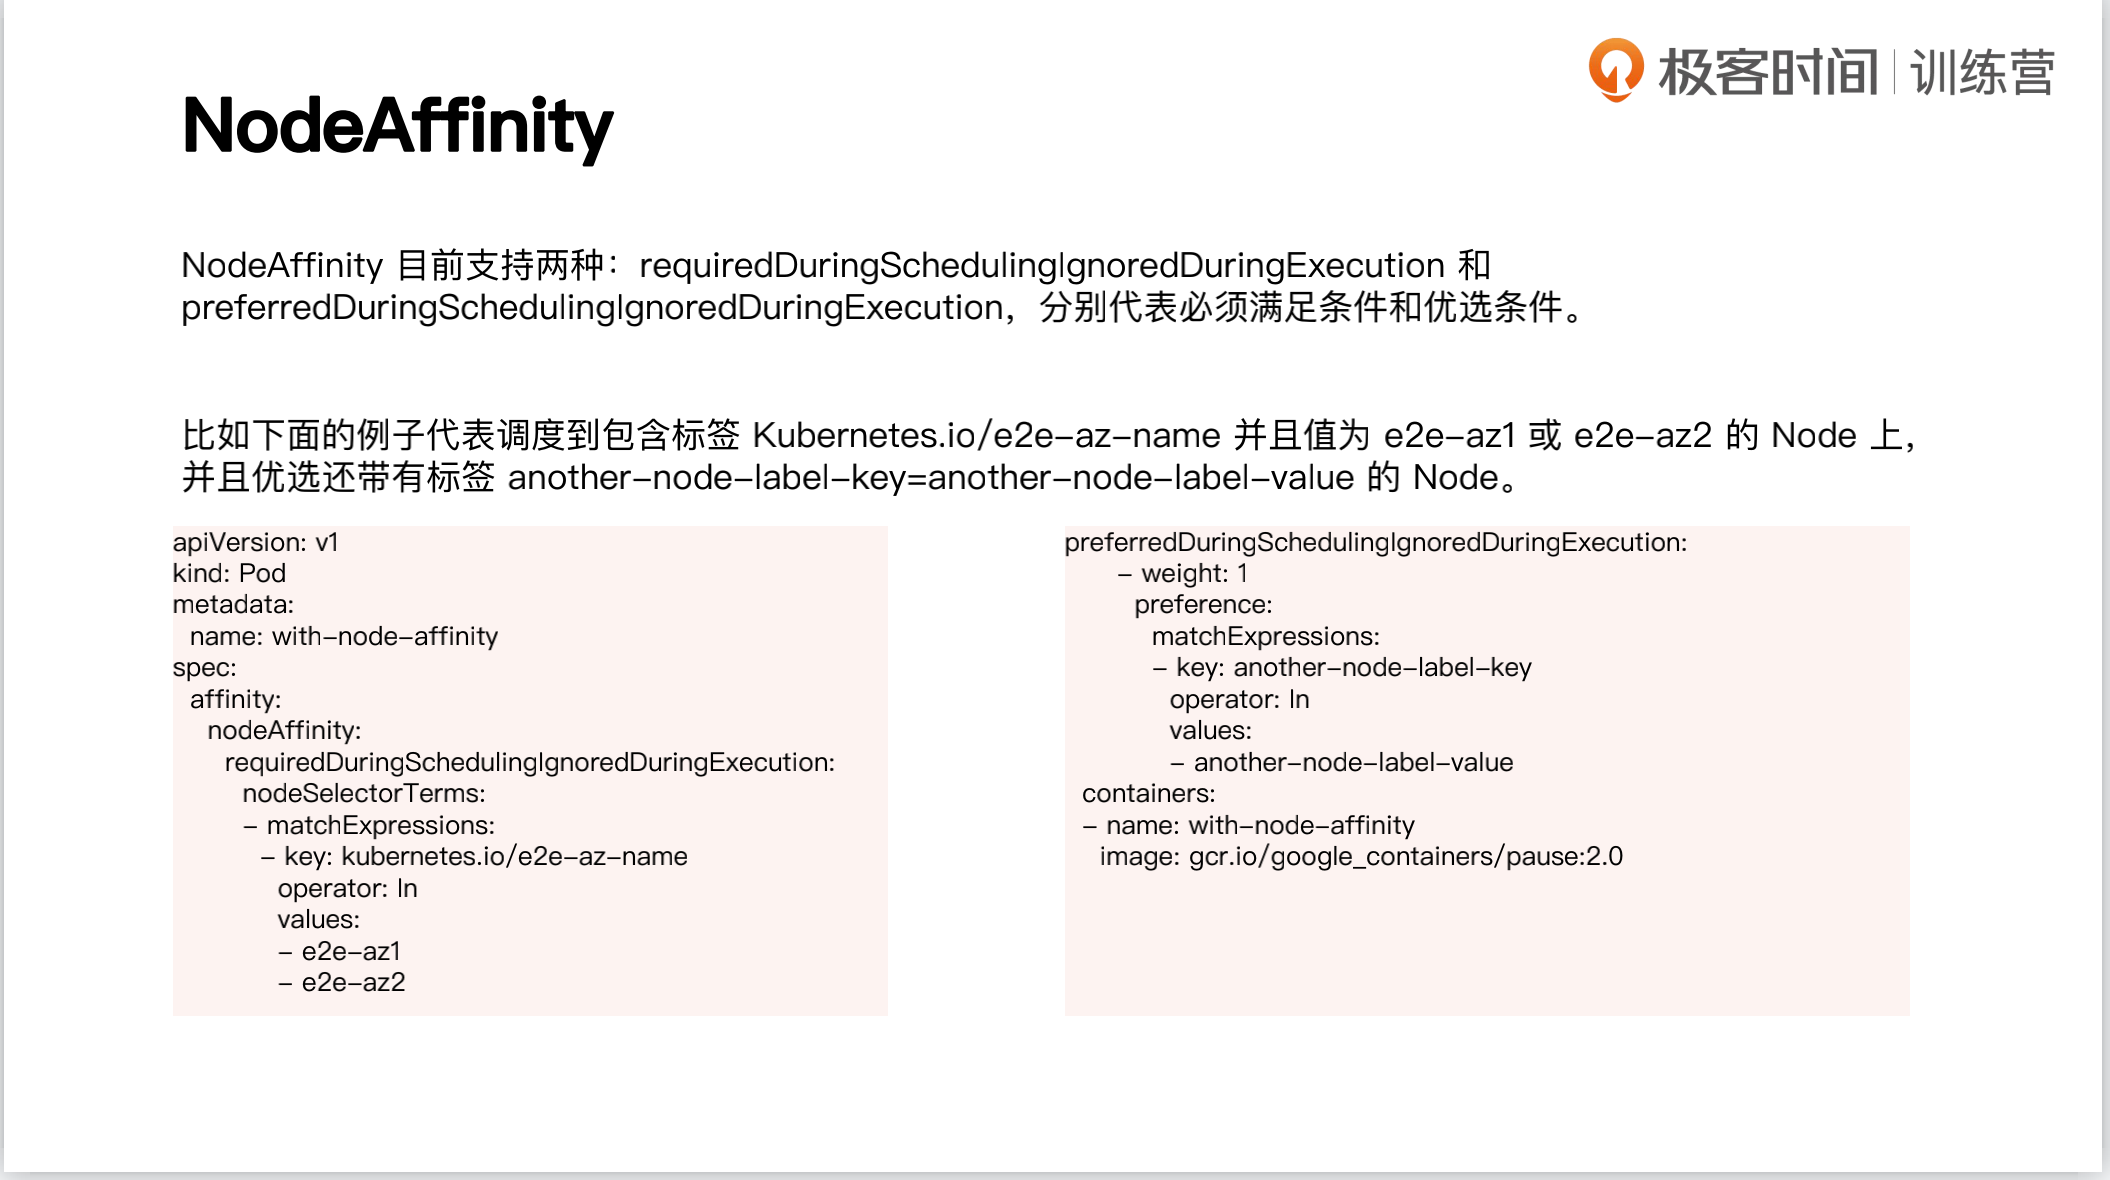 极客时间 | 训练营
NodeAffinity
NodeAffinity 目前支持两种：requiredDuringSchedulingIgnoredDuringExecution 和
preferredDuringSchedulingIgnoredDuringExecution，分别代表必须满足条件和优选条件。
比如下面的例子代表调度到包含标签 Kubernetes.io/e2e-az-name 并且值为 e2e-az1 或 e2e-az2 的 Node 上，
并且优选还带有标签 another-node-label-key=another-node-label-value 的 Node。
apiVersion: v1
kind: Pod
metadata:
  name: with-node-affinity
spec:
  affinity:
    nodeAffinity:
      requiredDuringSchedulingIgnoredDuringExecution:
        nodeSelectorTerms:
        - matchExpressions:
          - key: kubernetes.io/e2e-az-name
            operator: In
            values:
            - e2e-az1
            - e2e-az2
preferredDuringSchedulingIgnoredDuringExecution:
      - weight: 1
        preference:
          matchExpressions:
          - key: another-node-label-key
            operator: In
            values:
            - another-node-label-value
  containers:
  - name: with-node-affinity
    image: gcr.io/google_containers/pause:2.0